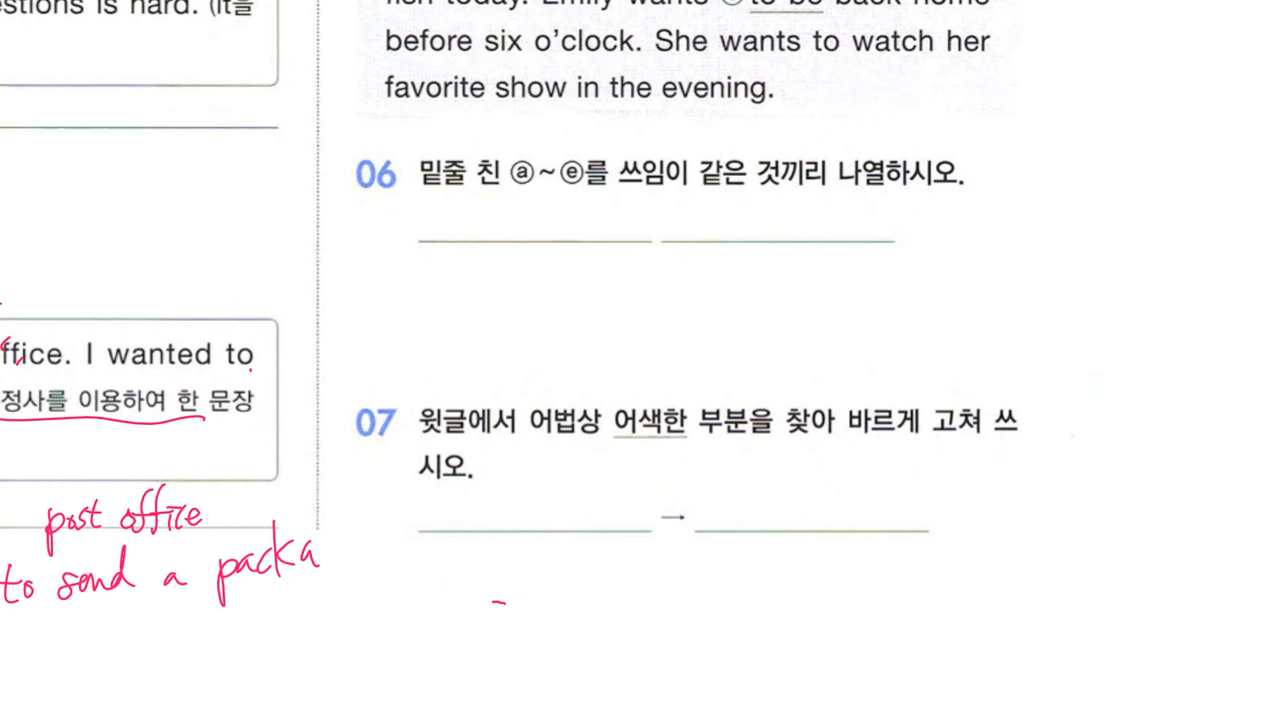 estions is hard. (It을
ffice. I wanted to
정사를 이용하여 한 문장
post office
to send a packa
fish today. Emily wants ⓔto be back home
before six o'clock. She wants to watch her
favorite show in the evening.
06 밑줄 친 ⓐ~ⓔ를 쓰임이 같은 것끼리 나열하시오.
07 윗글에서 어법상 어색한 부분을 찾아 바르게 고쳐 쓰
시오.
→